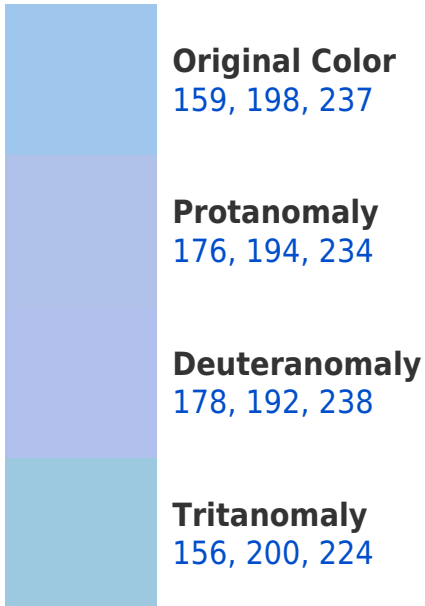 Original Color
159, 198, 237
Protanomaly
176, 194, 234
Deuteranomaly
178, 192, 238
Tritanomaly
156, 200, 224